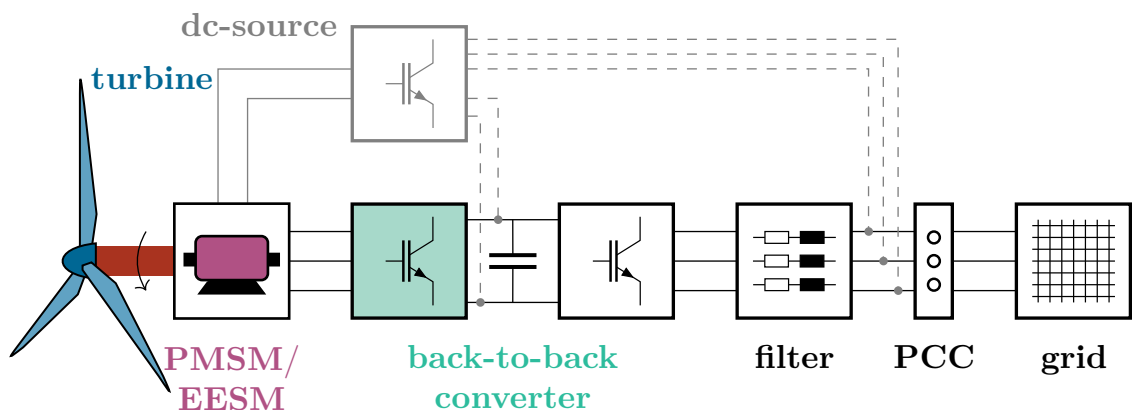 dc-source
turbine
PMSM/
EESM
back-to-back
converter
filter
PCC
grid